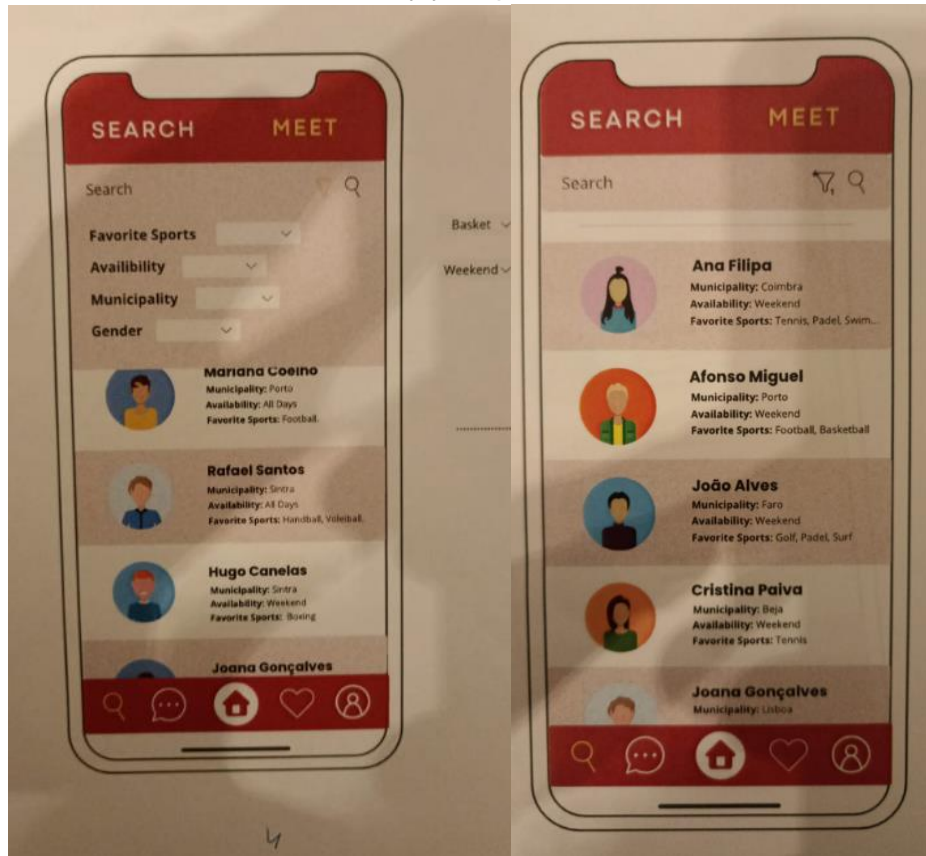 SEARCH MEET
Search
Favorite Sports
Availibility
Municipality
Gender
Mariana Coelho
Municipality: Porto
Availability: All Days
Favorite Sports: Football.
Rafael Santos
Municipality: Sintra
Availability: All Days
Favorite Sports: Handball, Voleiball.
Hugo Canelas
Municipality: Sintra
Availability: Weekend
Favorite Sports: Boxing
Joana Gonçalves
4
Basket
Weekend
SEARCH MEET
Search
Ana Filipa
Municipality: Coimbra
Availability: Weekend
Favorite Sports: Tennis, Padel, Swim...
Afonso Miguel
Municipality: Porto
Availability: Weekend
Favorite Sports: Football, Basketball
João Alves
Municipality: Faro
Availability: Weekend
Favorite Sports: Golf, Padel, Surf
Cristina Paiva
Municipality: Beja
Availability: Weekend
Favorite Sports: Tennis
Joana Gonçalves
Municipality: Lisboa